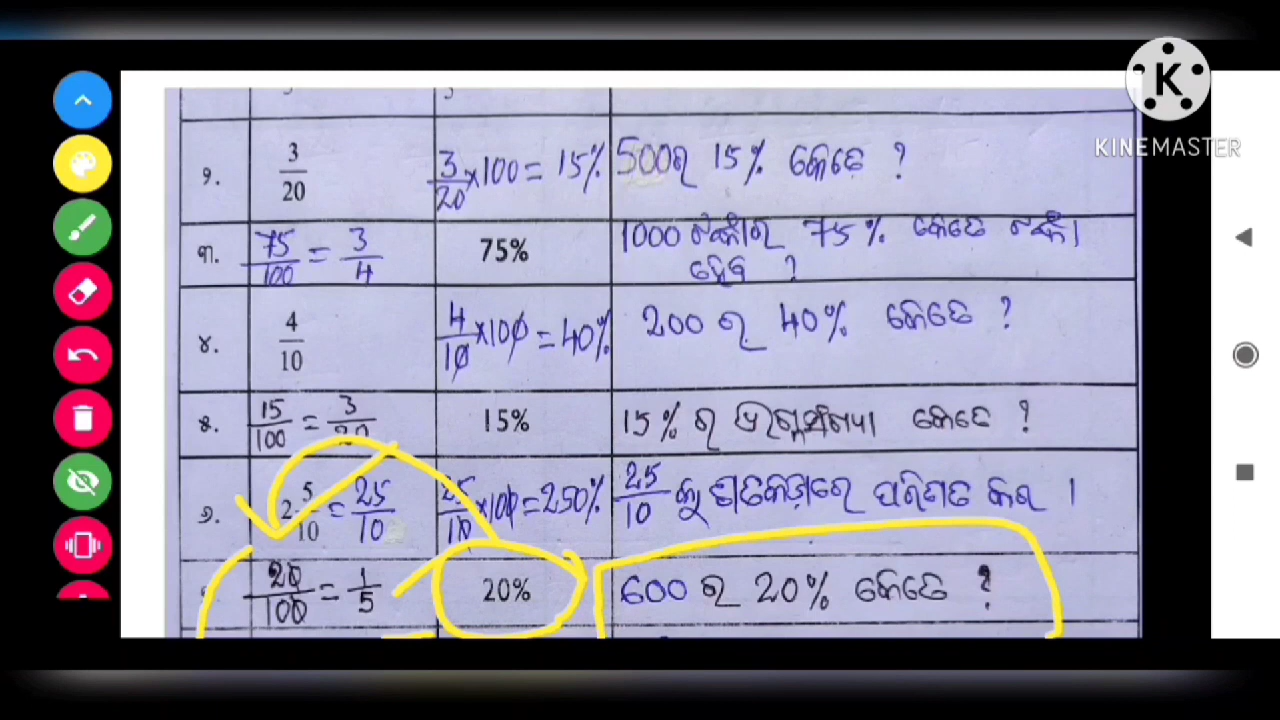 KINEMASTER
୨. 3/20 3/20 × 100 = 15% 500ର 15% କେତେ ?
୩. 75/100 = 3/4 75% 1000 ଟଙ୍କାର 75% କେତେ ଟଙ୍କା
ହେବ ?
୪. 4/10 4/10 × 100 = 40% 200 ର 40% କେତେ ?
୫. 15/100 = 3/20 15% 15% ର ଭଗ୍ନସଂଖ୍ୟା କେତେ ?
୬. 2 5/10 = 25/10 25/10 × 100 = 250% 25/10 କୁ ଶତକଡ଼ାରେ ପରିଣତ କର ।
20/100 = 1/5 20% 600 ର 20% କେତେ ?